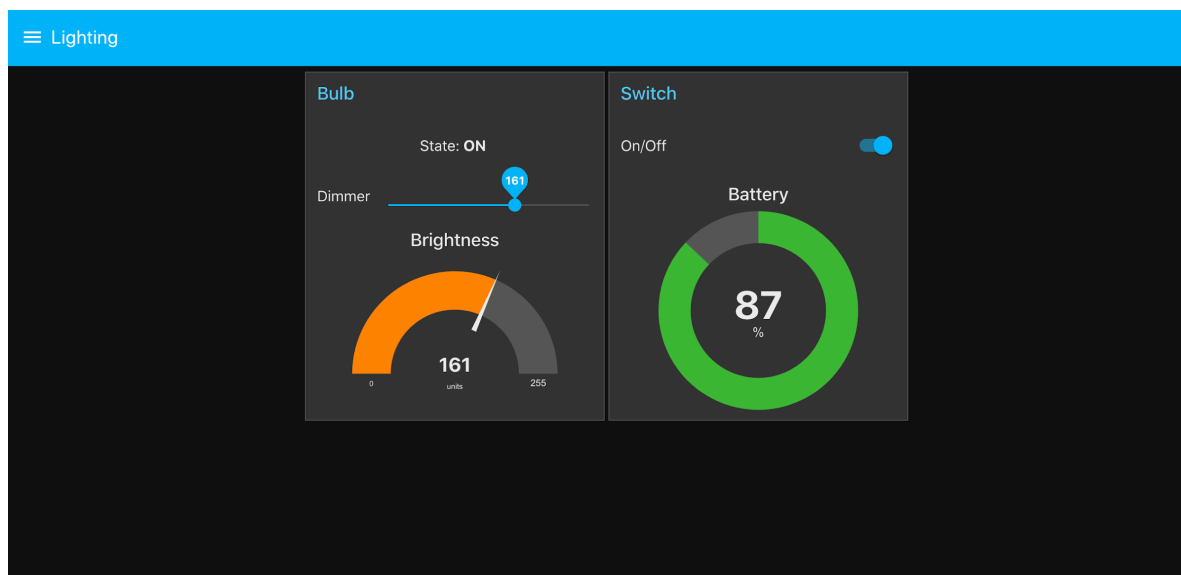 Lighting
Bulb
State: ON
Dimmer
161
Brightness
161
units
0
255
Switch
On/Off
Battery
87
%